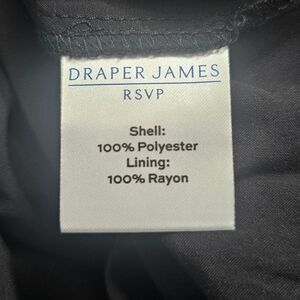 DRAPER JAMES
RSVP
Shell:
100% Polyester
Lining:
100% Rayon